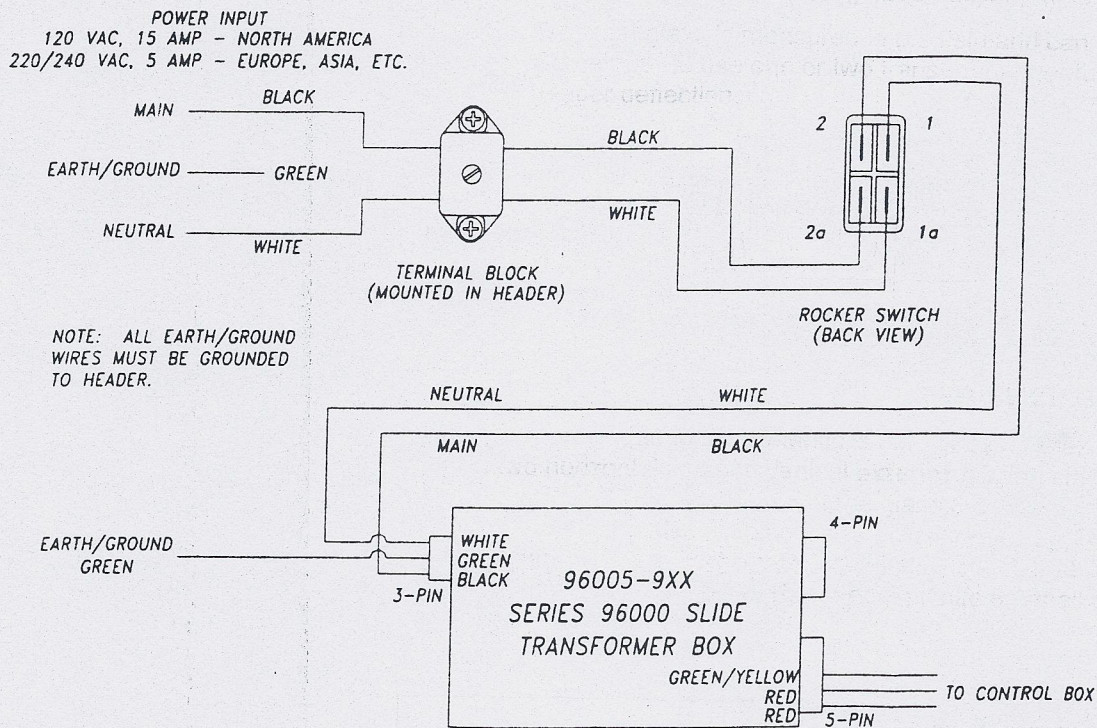 POWER INPUT
120 VAC, 15 AMP - NORTH AMERICA
220/240 VAC, 5 AMP - EUROPE, ASIA, ETC.
MAIN
BLACK
EARTH/GROUND
GREEN
NEUTRAL
WHITE
BLACK
WHITE
TERMINAL BLOCK
(MOUNTED IN HEADER)
2
1
2a
1a
ROCKER SWITCH
(BACK VIEW)
NOTE: ALL EARTH/GROUND
WIRES MUST BE GROUNDED
TO HEADER.
NEUTRAL
WHITE
MAIN
BLACK
EARTH/GROUND
GREEN
3-PIN
WHITE
GREEN
BLACK
96005-9XX
SERIES 96000 SLIDE
TRANSFORMER BOX
4-PIN
GREEN/YELLOW
RED
RED
5-PIN
TO CONTROL BOX